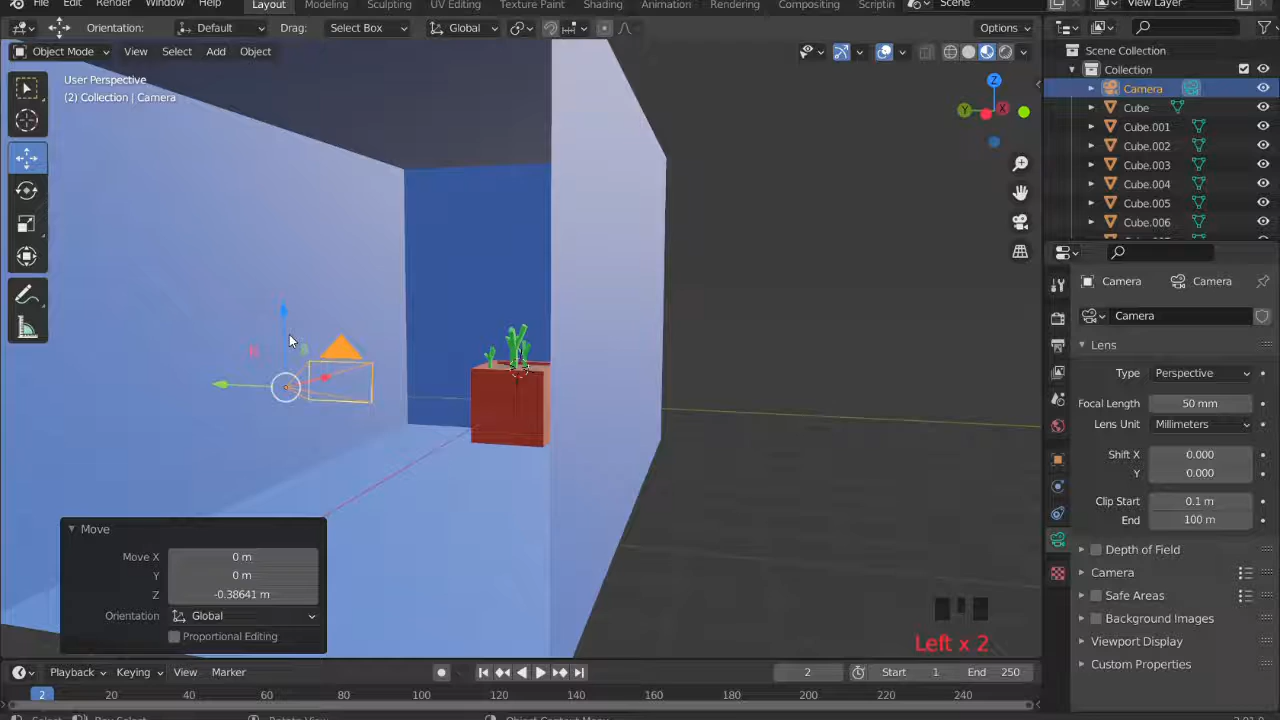 File Edit Render Window Help Layout Modeling Sculpting UV Editing Texture Paint Shading Animation Rendering Compositing Scriptin Scene View Layer
Orientation: Default Drag: Select Box Global Options
Object Mode View Select Add Object
User Perspective
(2) Collection | Camera
Z
Y
X
Scene Collection
Collection
Camera
Cube
Cube.001
Cube.002
Cube.003
Cube.004
Cube.005
Cube.006
Camera Camera
Camera
Lens
Type Perspective
Focal Length 50 mm
Lens Unit Millimeters
Shift X 0.000
Y 0.000
Clip Start 0.1 m
End 100 m
Depth of Field
Camera
Safe Areas
Background Images
Viewport Display
Custom Properties
Move
Move X 0 m
Y 0 m
Z -0.38641 m
Orientation Global
Proportional Editing
Left x 2
Playback Keying View Marker 2 Start 1 End 250
2 20 40 60 80 100 120 140 160 180 200 220 240